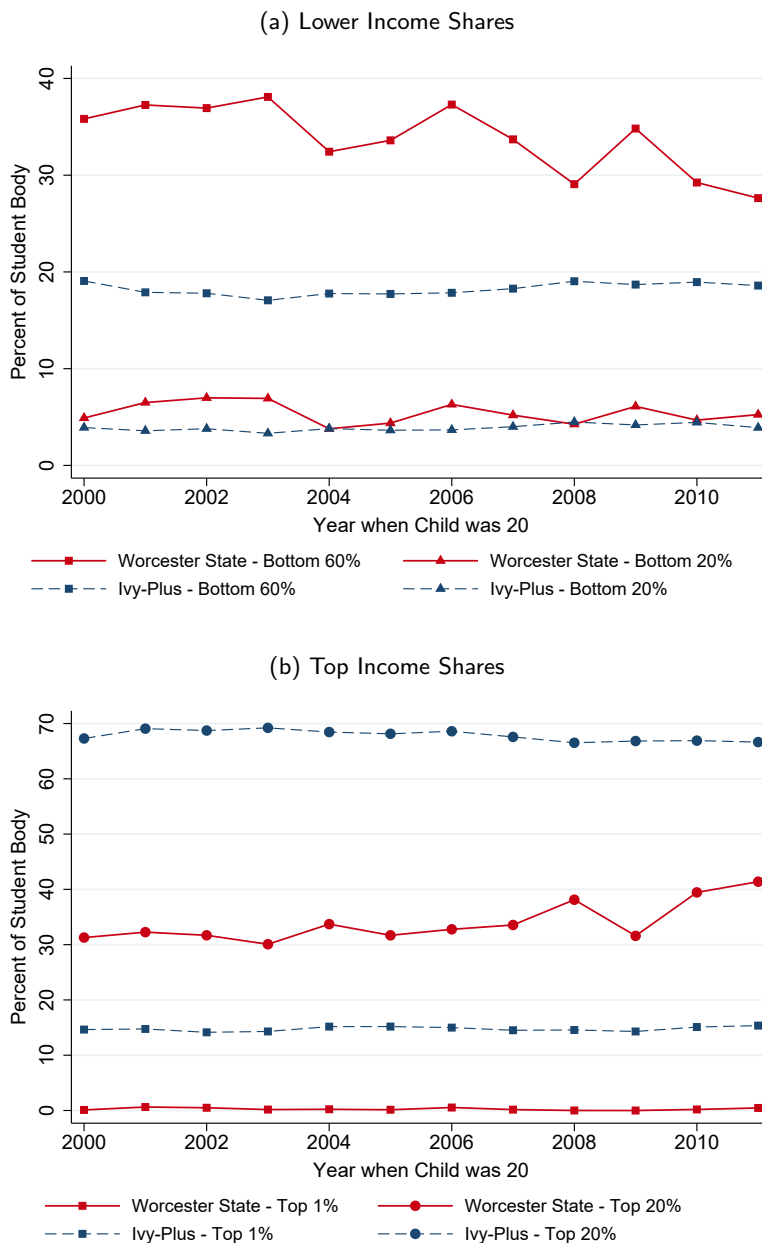 (a) Lower Income Shares
40
30
20
10
0
Percent of Student Body
2000 2002 2004 2006 2008 2010
Year when Child was 20
Worcester State - Bottom 60% Worcester State - Bottom 20%
Ivy-Plus - Bottom 60% Ivy-Plus - Bottom 20%
(b) Top Income Shares
70
60
50
40
30
20
10
0
Percent of Student Body
2000 2002 2004 2006 2008 2010
Year when Child was 20
Worcester State - Top 1% Worcester State - Top 20%
Ivy-Plus - Top 1% Ivy-Plus - Top 20%